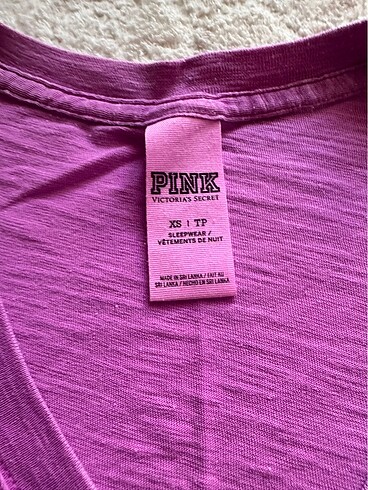 PINK
VICTORIA'S SECRET
XS | TP
SLEEPWEAR /
VÊTEMENTS DE NUIT
MADE IN SRI LANKA / FAIT AU
SRI LANKA / HECHO EN SRI LANKA